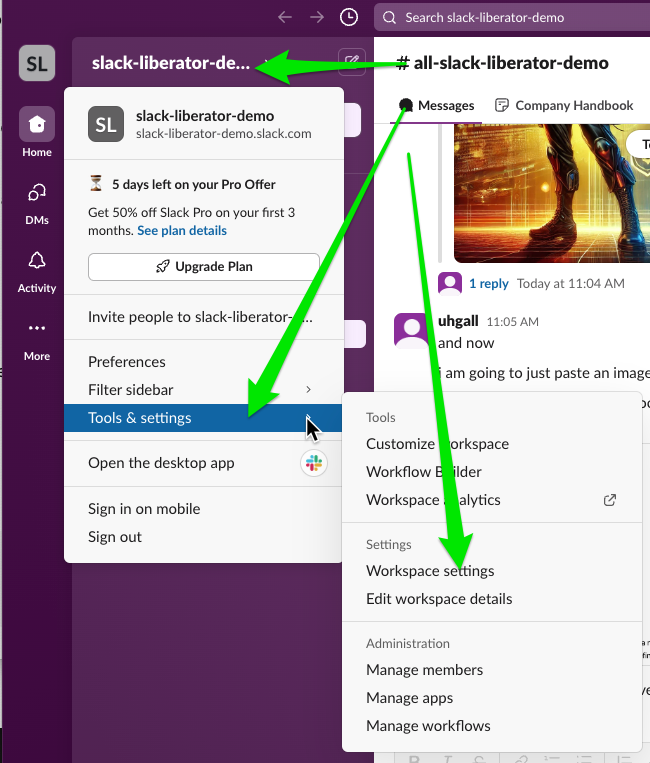 Search slack-liberator-demo
SL
slack-liberator-de...
# all-slack-liberator-demo
Messages
Company Handbook
Home
DMs
Activity
More
SL
slack-liberator-demo
slack-liberator-demo.slack.com
5 days left on your Pro Offer
Get 50% off Slack Pro on your first 3
months. See plan details
Upgrade Plan
Invite people to slack-liberator-
Preferences
Filter sidebar
Tools & settings
Open the desktop app
Sign in on mobile
Sign out
1 reply Today at 11:04 AM
uhgall 11:05 AM
and now
i am going to just paste an image
Tools
Customize workspace
Workflow Builder
Workspace analytics
Settings
Workspace settings
Edit workspace details
Administration
Manage members
Manage apps
Manage workflows